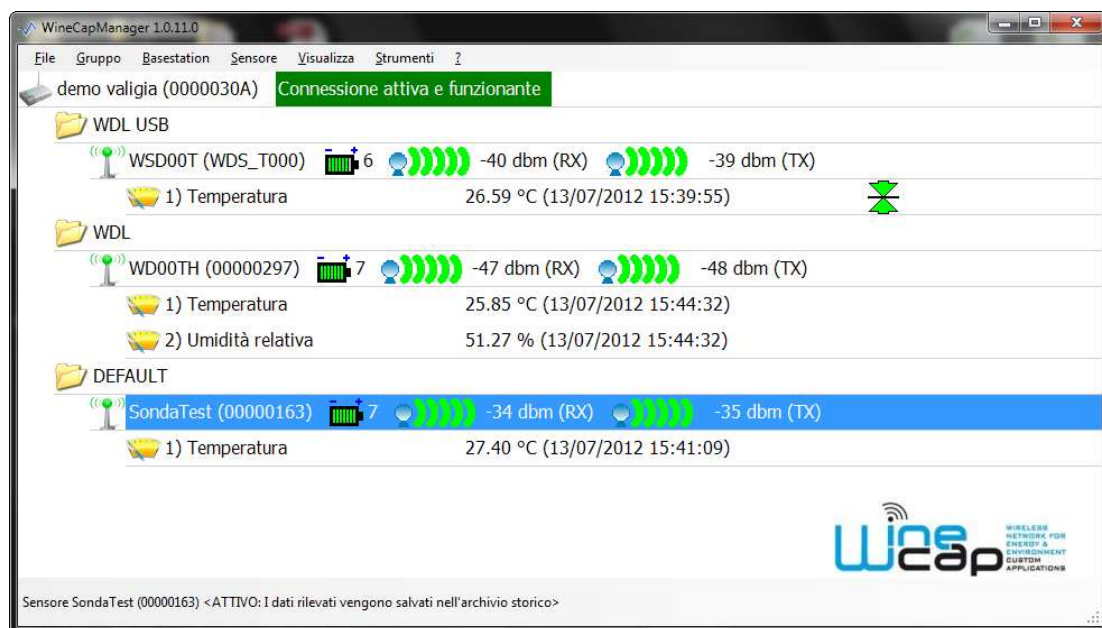 WineCapManager 1.0.11.0
File Gruppo Basestation Sensore Visualizza Strumenti ?
demo valigia (0000030A) Connessione attiva e funzionante
WDL USB
WSD00T (WDS_T000) 6 -40 dbm (RX) -39 dbm (TX)
1) Temperatura 26.59 °C (13/07/2012 15:39:55)
WDL
WD00TH (00000297) 7 -47 dbm (RX) -48 dbm (TX)
1) Temperatura 25.85 °C (13/07/2012 15:44:32)
2) Umidità relativa 51.27 % (13/07/2012 15:44:32)
DEFAULT
SondaTest (00000163) 7 -34 dbm (RX) -35 dbm (TX)
1) Temperatura 27.40 °C (13/07/2012 15:41:09)
wine
cap
WIRELESS
NETWORK FOR
ENERGY &
ENVIRONMENT
CUSTOM
APPLICATIONS
Sensore SondaTest (00000163) <ATTIVO: I dati rilevati vengono salvati nell'archivio storico>